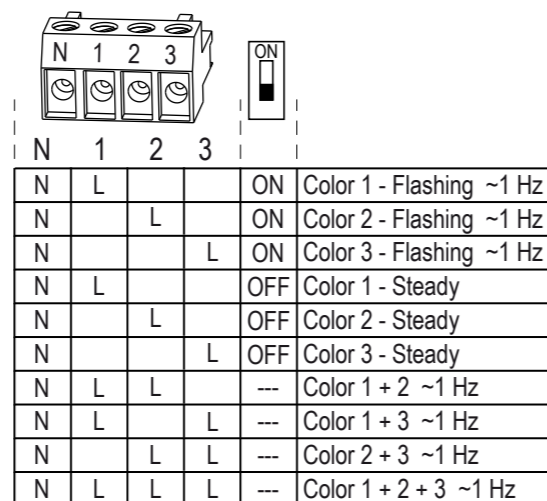 N 1 2 3
ON
N 1 2 3
N L ON Color 1 - Flashing ~1 Hz
N L ON Color 2 - Flashing ~1 Hz
N L ON Color 3 - Flashing ~1 Hz
N L OFF Color 1 - Steady
N L OFF Color 2 - Steady
N L OFF Color 3 - Steady
N L L --- Color 1 + 2 ~1 Hz
N L L --- Color 1 + 3 ~1 Hz
N L L --- Color 2 + 3 ~1 Hz
N L L L --- Color 1 + 2 + 3 ~1 Hz